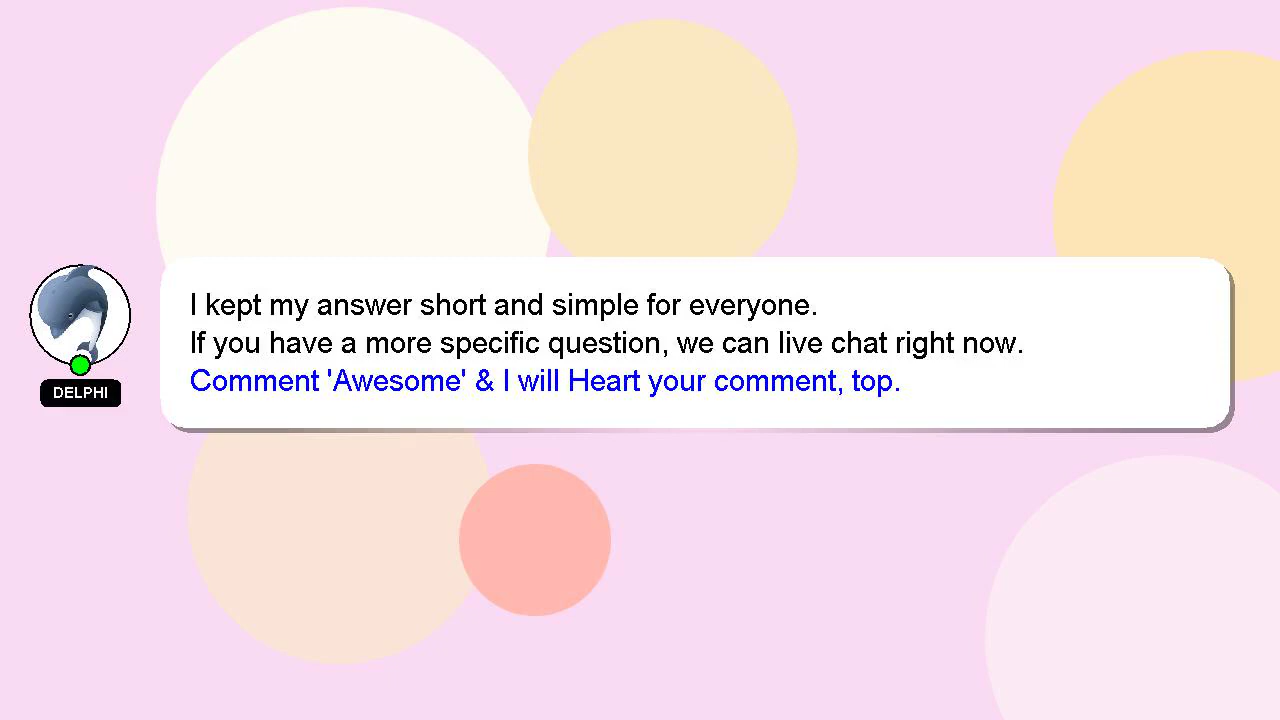 I kept my answer short and simple for everyone.
If you have a more specific question, we can live chat right now.
Comment 'Awesome' & I will Heart your comment, top.
DELPHI